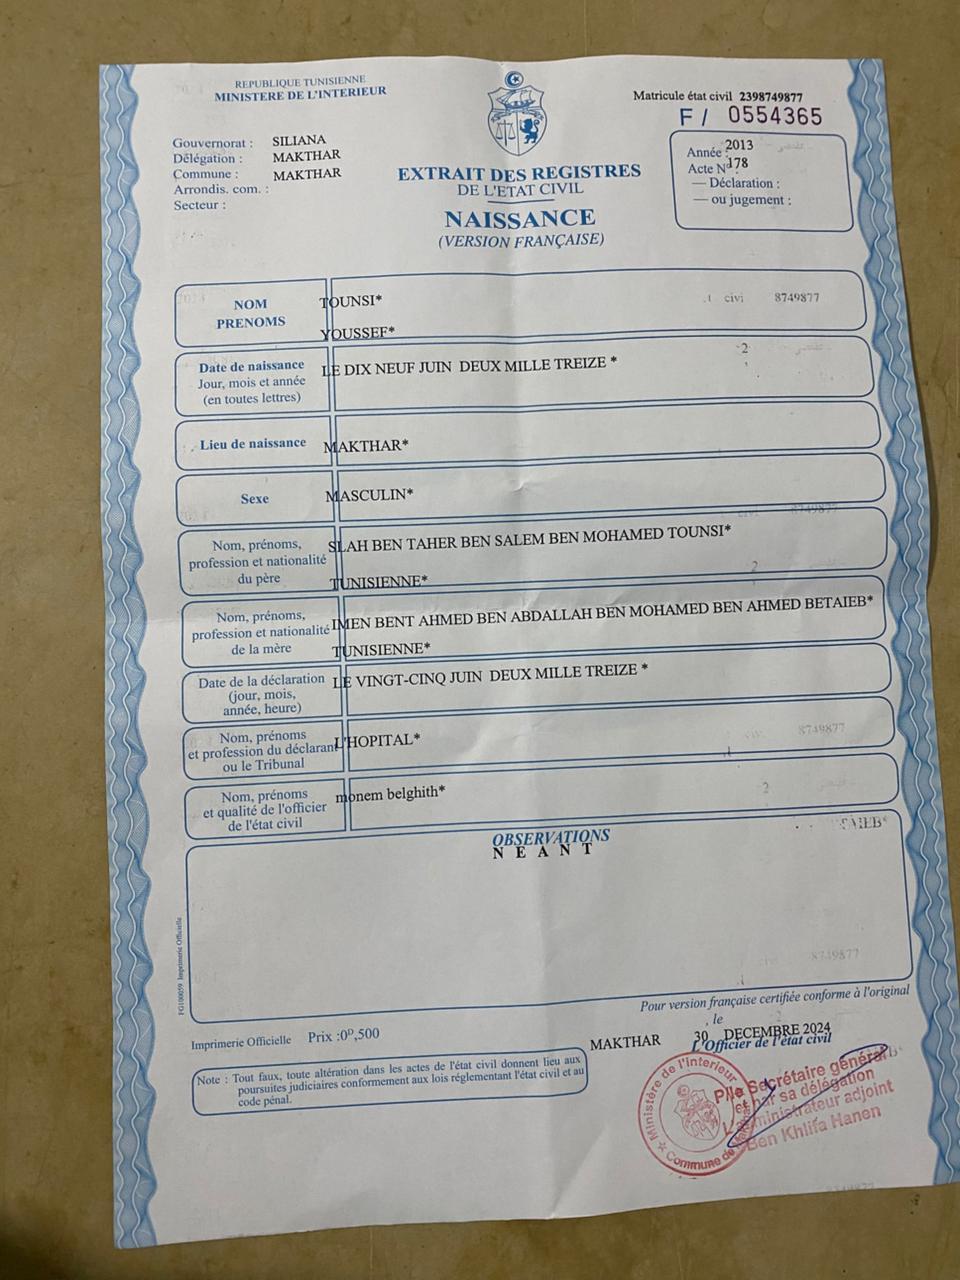 REPUBLIQUE TUNISIENNE
MINISTERE DE L'INTERIEUR
Matricule état civil 2398749877
F / 0554365
Gouvernorat : SILIANA
Délégation : MAKTHAR
Commune : MAKTHAR
Arrondis. com. :
Secteur :
EXTRAIT DES REGISTRES
DE L'ETAT CIVIL
NAISSANCE
(VERSION FRANÇAISE)
Année : 2013
Acte N° : 178
— Déclaration :
— ou jugement :
NOM
PRENOMS
TOUNSI*
YOUSSEF*
civi 8749877
Date de naissance
Jour, mois et année
(en toutes lettres)
LE DIX NEUF JUIN DEUX MILLE TREIZE *
Lieu de naissance
MAKTHAR*
Sexe
MASCULIN*
Nom, prénoms,
profession et nationalité
du père
SLAH BEN TAHER BEN SALEM BEN MOHAMED TOUNSI*
TUNISIENNE*
Nom, prénoms,
profession et nationalité
de la mère
IMEN BENT AHMED BEN ABDALLAH BEN MOHAMED BEN AHMED BETAIEB*
TUNISIENNE*
Date de la déclaration
(jour, mois,
année, heure)
LE VINGT-CINQ JUIN DEUX MILLE TREIZE *
Nom, prénoms
et profession du déclarant
ou le Tribunal
L'HOPITAL*
8749877
Nom, prénoms
et qualité de l'officier
de l'état civil
monem belghith*
OBSERVATIONS
N E A N T
8749877
FG100059 Imprimerie Officielle
Pour version française certifiée conforme à l'original
Imprimerie Officielle Prix :0ᴰ,500
MAKTHAR , le 30 DECEMBRE 2024
L'Officier de l'état civil
Note : Tout faux, toute altération dans les actes de l'état civil donnent lieu aux
poursuites judiciaires conformement aux lois réglementant l'état civil et au
code pénal.
Ministère de l'Interieur
Commune de
P/le Secrétaire général
et par sa délégation
L'administrateur adjoint
Ben Khlifa Hanen